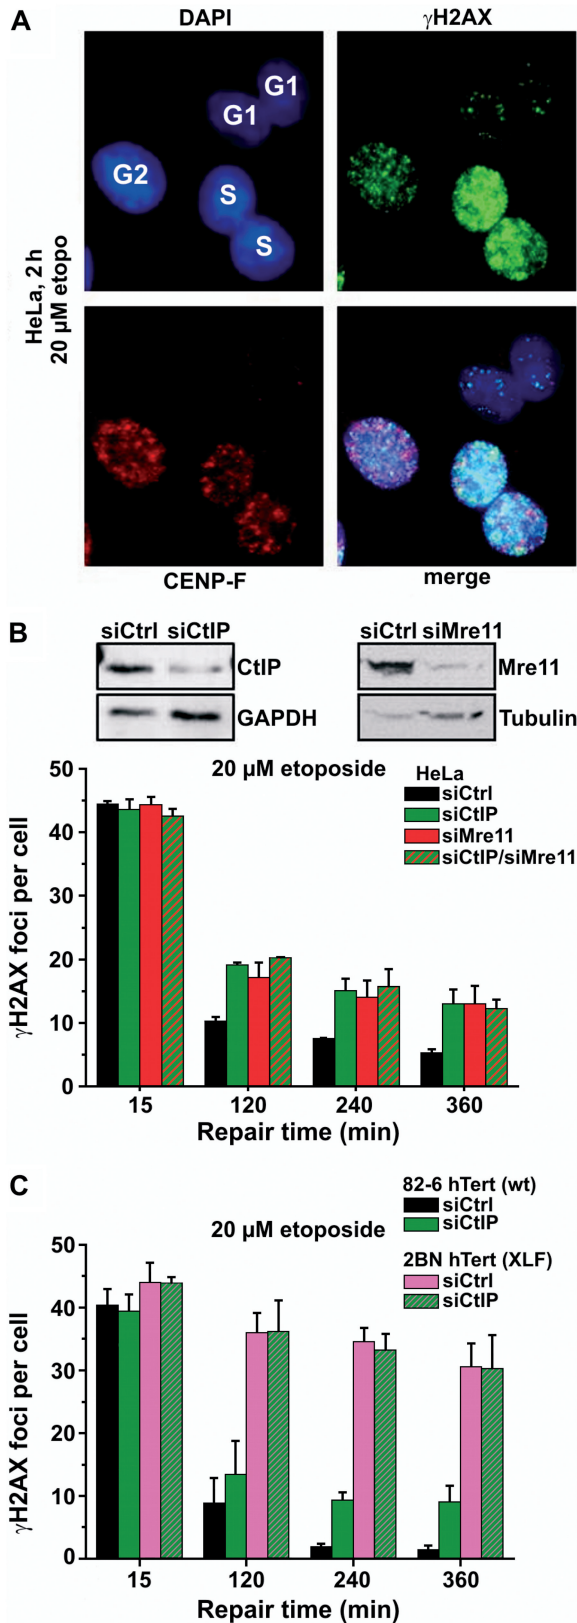 A
DAPI
γH2AX
HeLa, 2 h
20 µM etopo
G1
G1
G2
S
S
CENP-F
merge
B
siCtrl siCtIP
siCtrl siMre11
CtIP
Mre11
GAPDH
Tubulin
20 µM etoposide
HeLa
siCtrl
siCtIP
siMre11
siCtIP/siMre11
γH2AX foci per cell
50
40
30
20
10
0
15 120 240 360
Repair time (min)
C
82-6 hTert (wt)
siCtrl
siCtIP
20 µM etoposide
2BN hTert (XLF)
siCtrl
siCtIP
γH2AX foci per cell
50
40
30
20
10
0
15 120 240 360
Repair time (min)